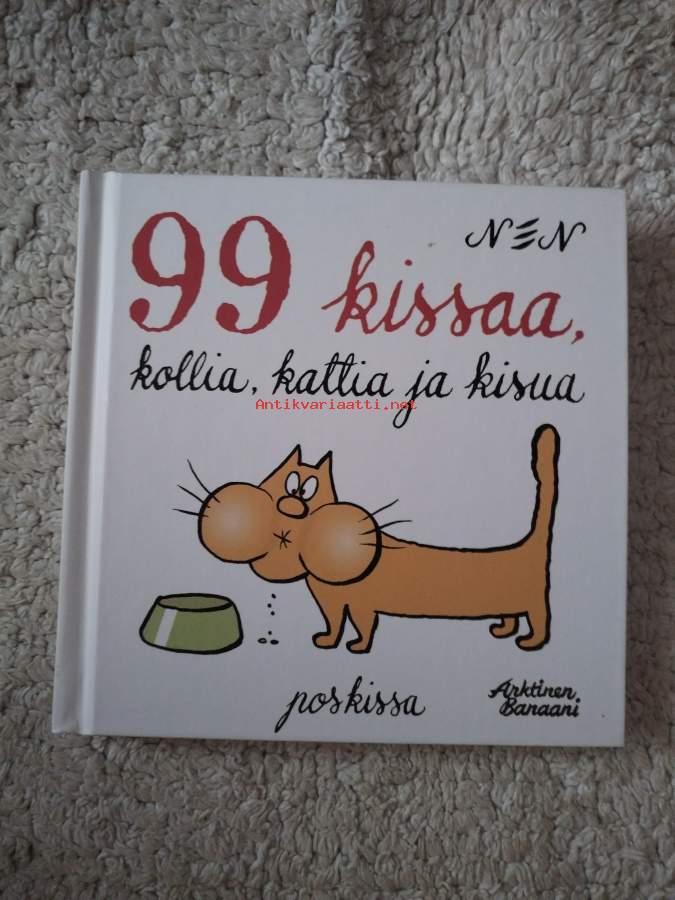 NEN
99 kissaa,
kollia, kattia ja kisua
Antikvariaatti.net
poskissa
Arktinen
Banaani